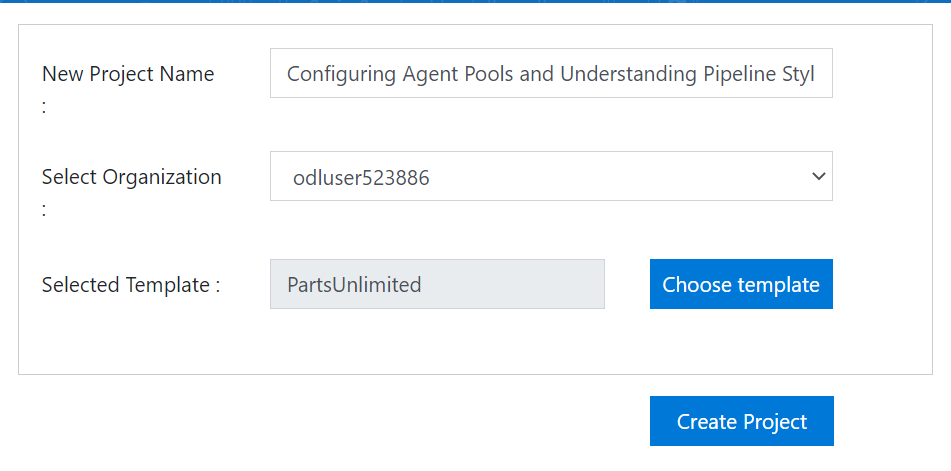 New Project Name
:
Configuring Agent Pools and Understanding Pipeline Styl
Select Organization
:
odluser523886
Selected Template :
PartsUnlimited
Choose template
Create Project